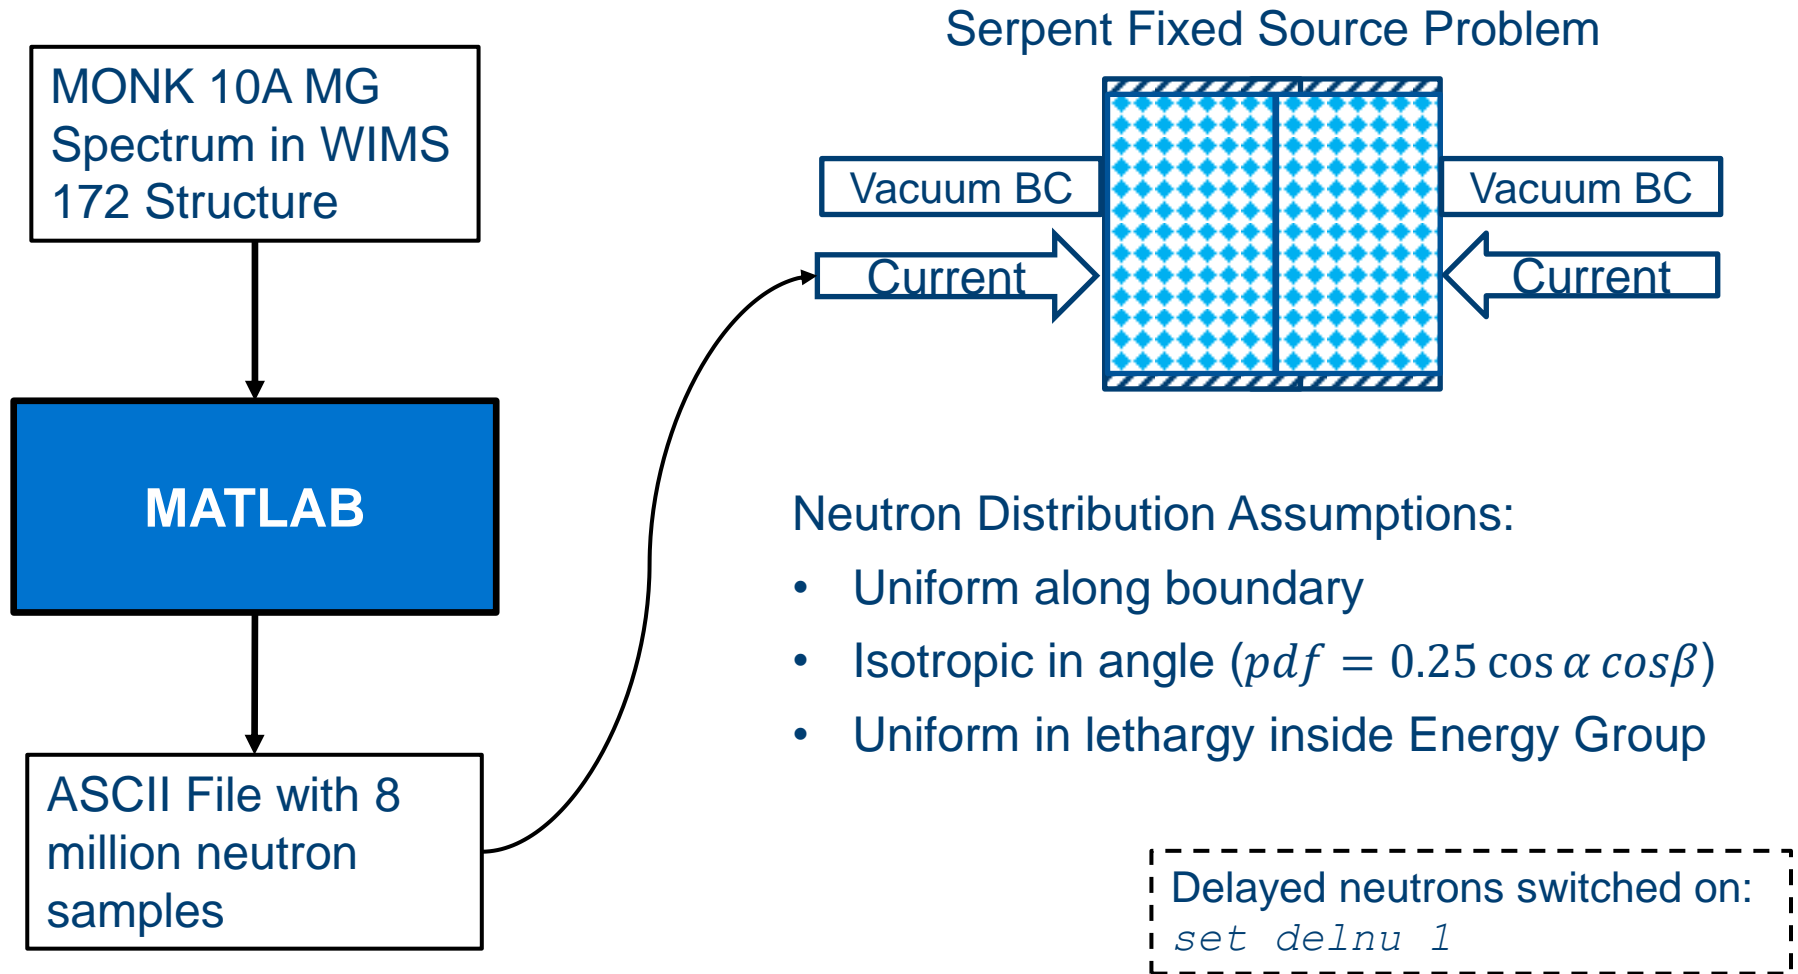 Serpent Fixed Source Problem
MONK 10A MG
Spectrum in WIMS
172 Structure
Vacuum BC
Vacuum BC
Current
Current
MATLAB
Neutron Distribution Assumptions:
• Uniform along boundary
• Isotropic in angle (pdf = 0.25 cos α cosβ)
• Uniform in lethargy inside Energy Group
ASCII File with 8
million neutron
samples
Delayed neutrons switched on:
set delnu 1